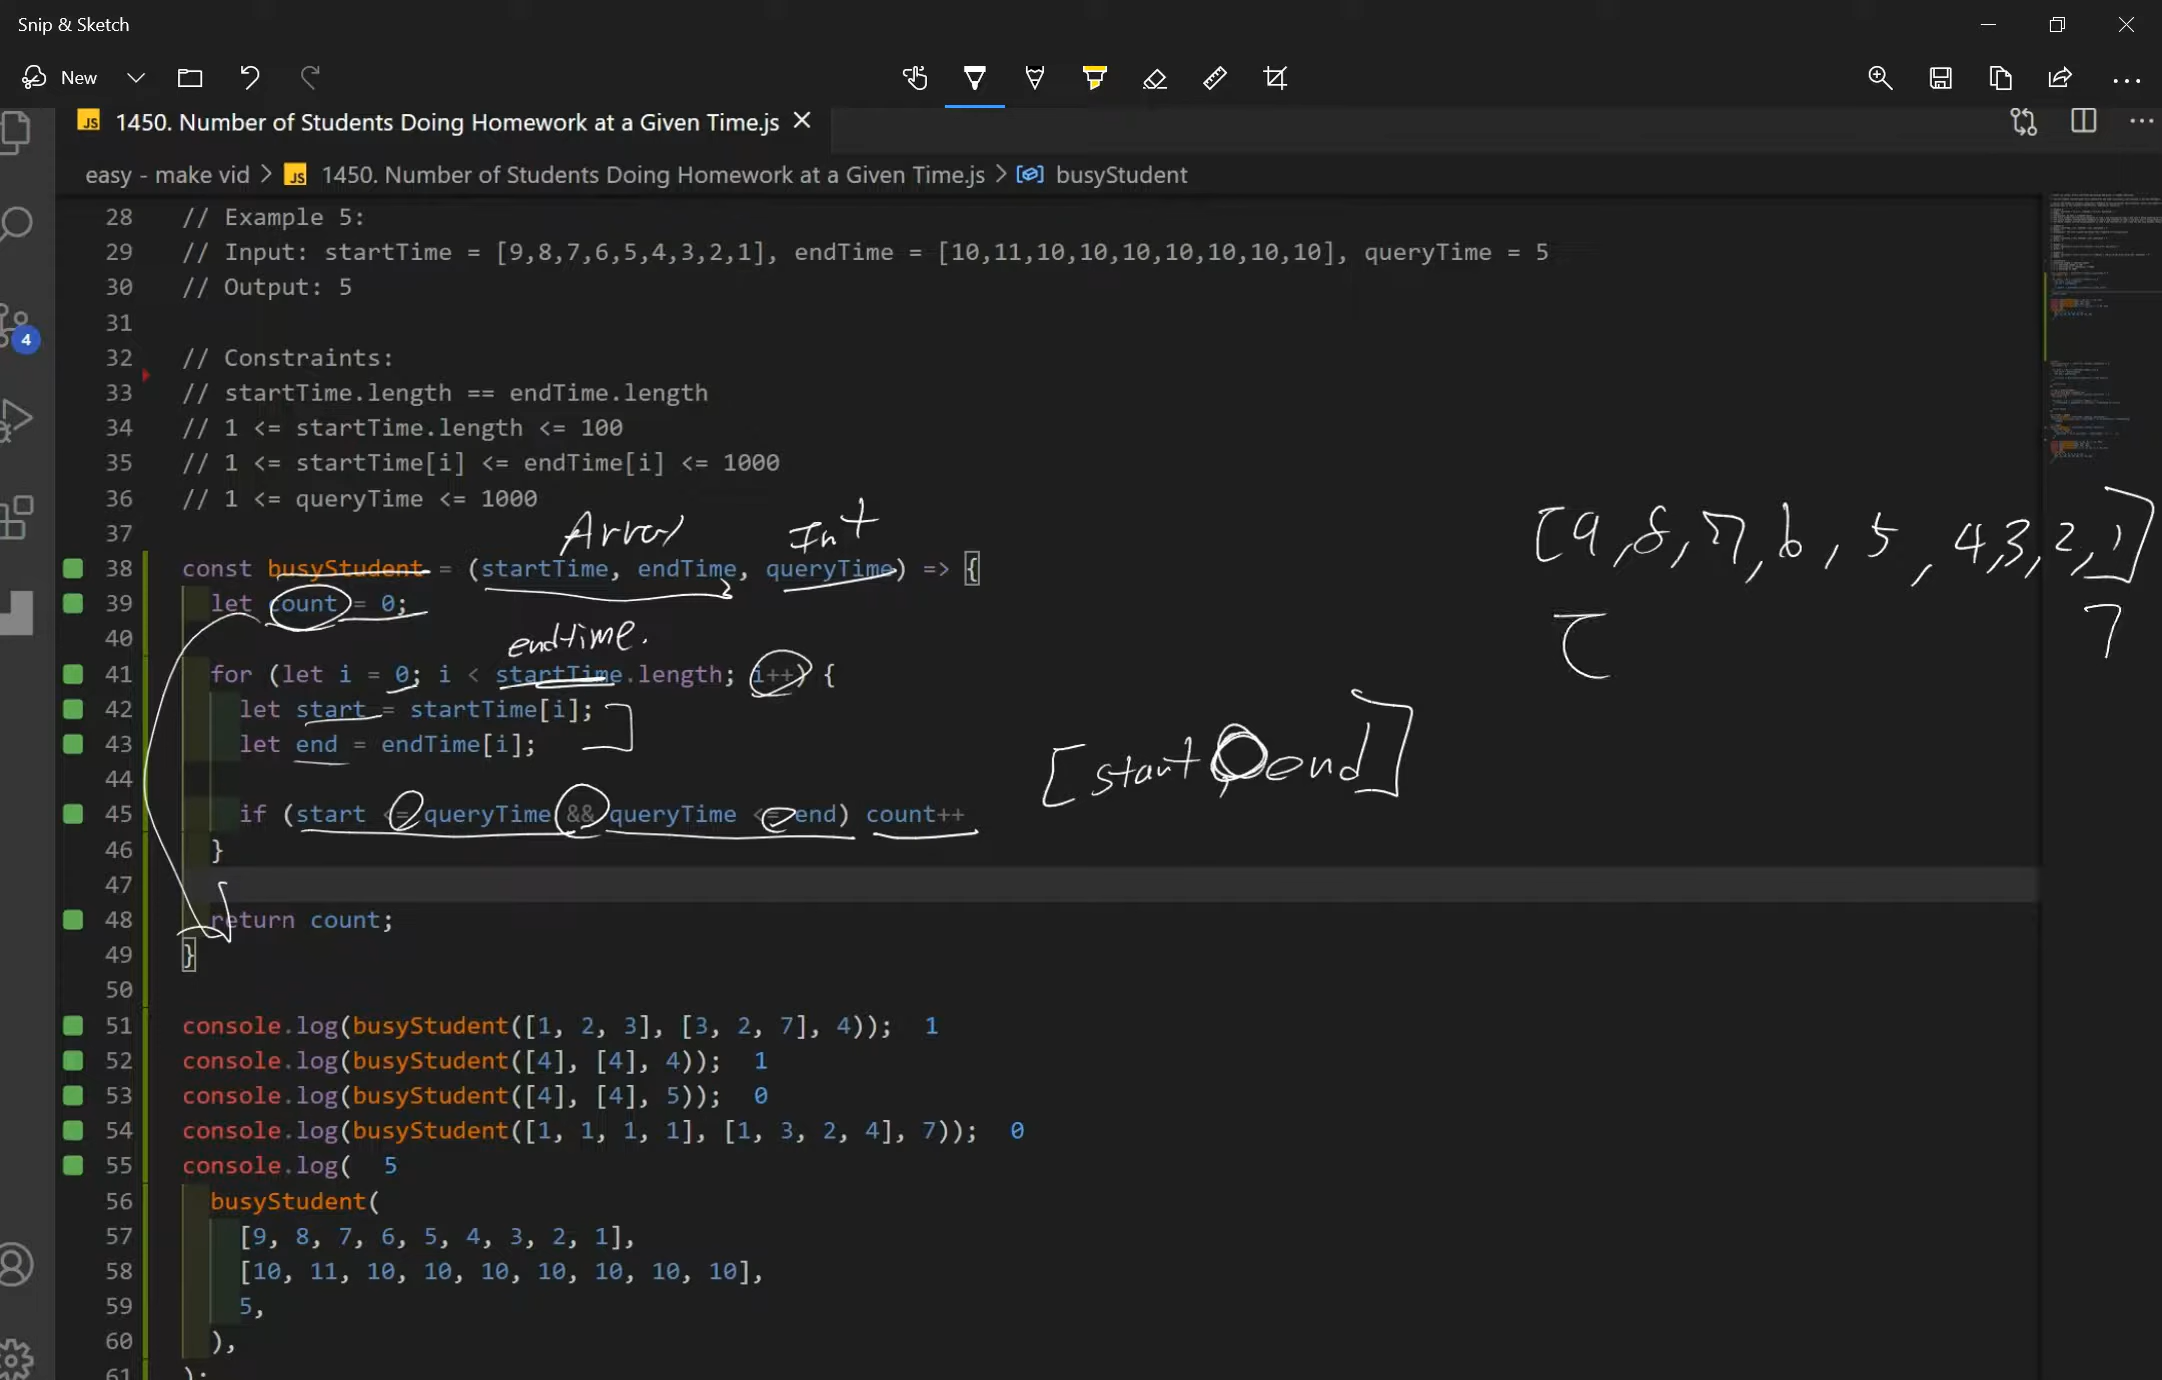 Snip & Sketch
New
JS 1450. Number of Students Doing Homework at a Given Time.js
easy - make vid > JS 1450. Number of Students Doing Homework at a Given Time.js > busyStudent
28 // Example 5:
29 // Input: startTime = [9,8,7,6,5,4,3,2,1], endTime = [10,11,10,10,10,10,10,10,10], queryTime = 5
30 // Output: 5
31
32 // Constraints:
4
33 // startTime.length == endTime.length
34 // 1 <= startTime.length <= 100
35 // 1 <= startTime[i] <= endTime[i] <= 1000
36 // 1 <= queryTime <= 1000
37
Array Int
[9,8,7,6,5,4,3,2,1]
38 const busyStudent = (startTime, endTime, queryTime) => {
39 let count = 0;
40
endtime.
41 for (let i = 0; i < startTime.length; i++) {
42 let start = startTime[i];
43 let end = endTime[i];
[start, end]
44
45 if (start <= queryTime && queryTime <= end) count++
46 }
47
48 return count;
49 }
50
51 console.log(busyStudent([1, 2, 3], [3, 2, 7], 4)); 1
52 console.log(busyStudent([4], [4], 4)); 1
53 console.log(busyStudent([4], [4], 5)); 0
54 console.log(busyStudent([1, 1, 1, 1], [1, 3, 2, 4], 7)); 0
55 console.log( 5
56 busyStudent(
57 [9, 8, 7, 6, 5, 4, 3, 2, 1],
58 [10, 11, 10, 10, 10, 10, 10, 10, 10],
59 5,
60 ),
61 );